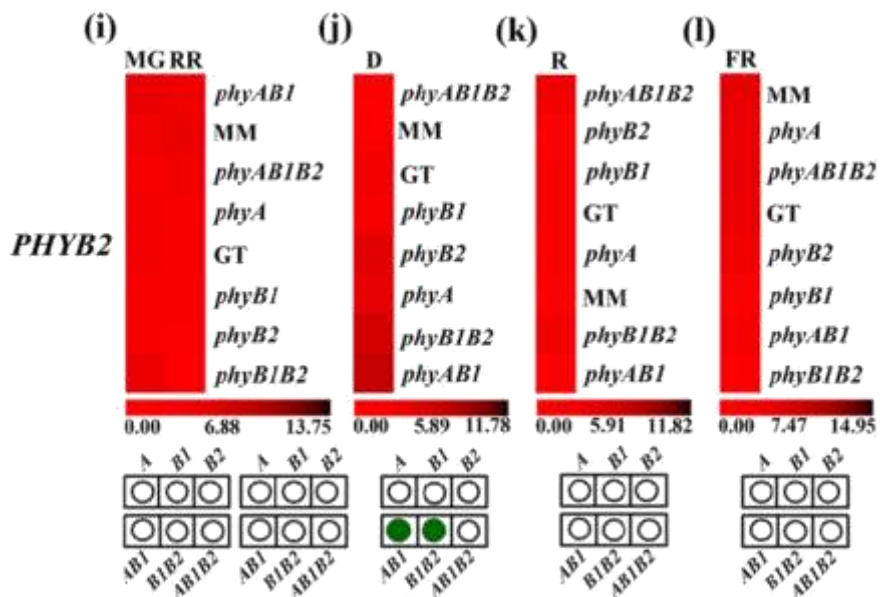 (i) (j) (k) (l)
MG RR D R FR
phyAB1 phyAB1B2 phyAB1B2 MM
MM MM phyB2 phyA
phyAB1B2 GT phyB1 phyAB1B2
phyA phyB1 GT GT
PHYB2
GT phyB2 phyA phyB2
phyB1 phyA MM phyB1
phyB2 phyB1B2 phyB1B2 phyAB1
phyB1B2 phyAB1 phyAB1 phyB1B2
0.00 6.88 13.75 0.00 5.89 11.78 0.00 5.91 11.82 0.00 7.47 14.95
A B1 B2 A B1 B2 A B1 B2 A B1 B2 A B1 B2
AB1 B1B2 AB1B2 AB1 B1B2 AB1B2 AB1 B1B2 AB1B2 AB1 B1B2 AB1B2 AB1 B1B2 AB1B2